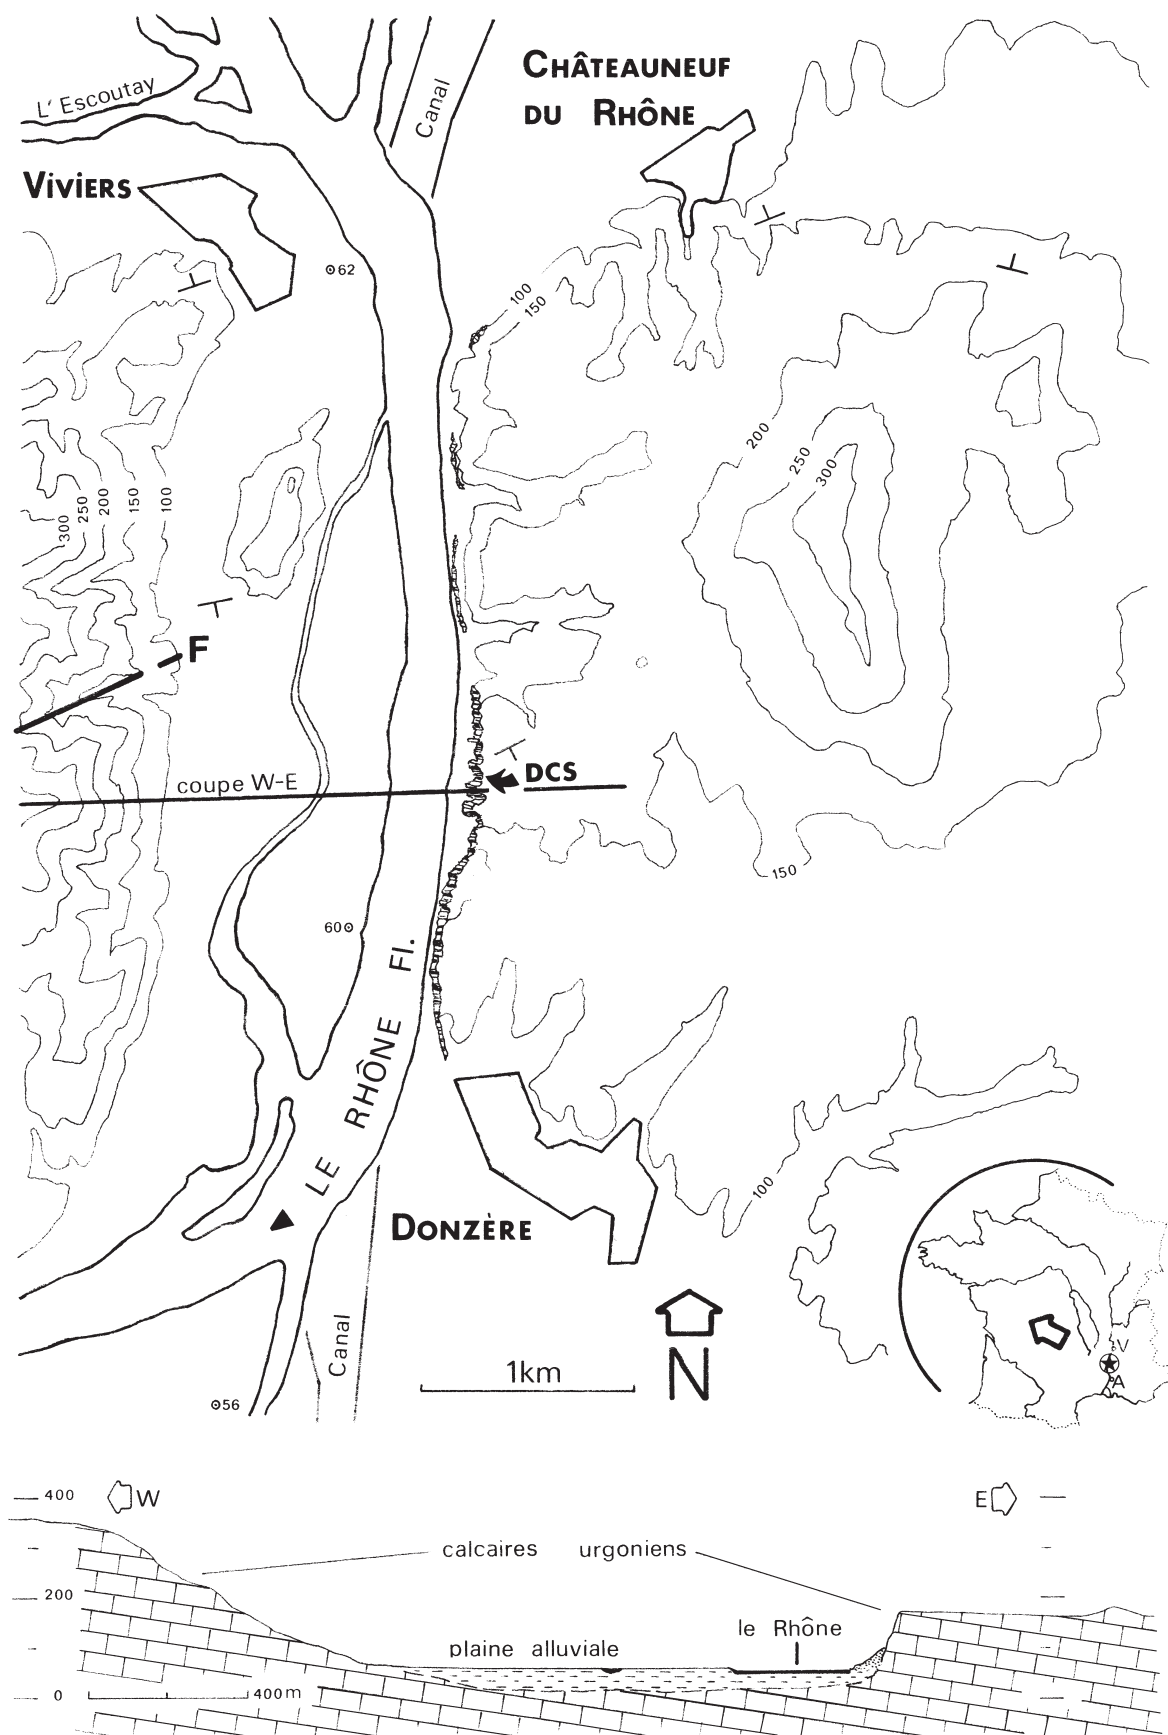 L' Escoutay
Canal
CHÂTEAUNEUF
DU RHÔNE
VIVIERS
62
100
150
200
250
300
300
250
200
150
100
F
coupe W-E
DCS
150
60
LE RHÔNE Fl.
100
DONZÈRE
Canal
N
1km
56
V
A
400
W
E
calcaires urgoniens
200
le Rhône
plaine alluviale
0
400m